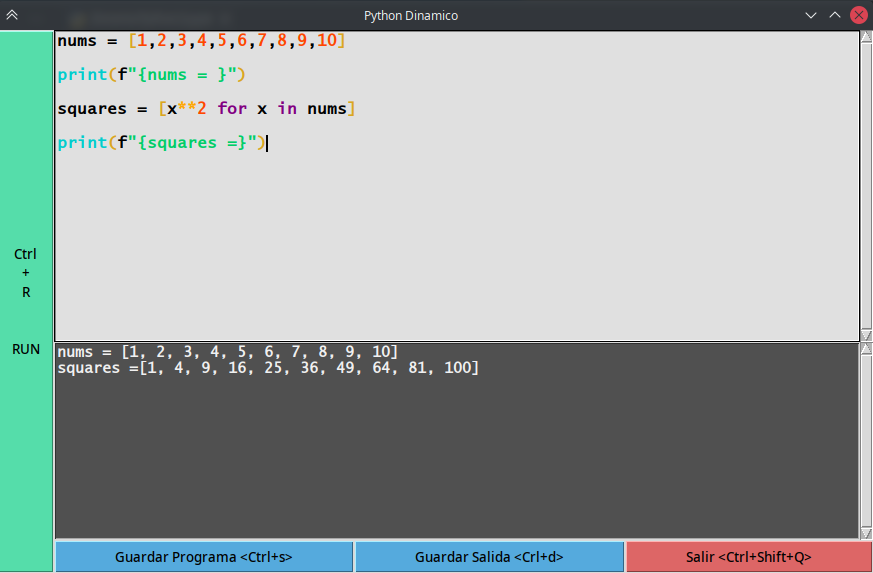 Python Dinamico
nums = [1,2,3,4,5,6,7,8,9,10]
print(f"{nums = }")
squares = [x**2 for x in nums]
print(f"{squares =}")
Ctrl
+
R
RUN
nums = [1, 2, 3, 4, 5, 6, 7, 8, 9, 10]
squares =[1, 4, 9, 16, 25, 36, 49, 64, 81, 100]
Guardar Programa <Ctrl+s>
Guardar Salida <Crl+d>
Salir <Ctrl+Shift+Q>